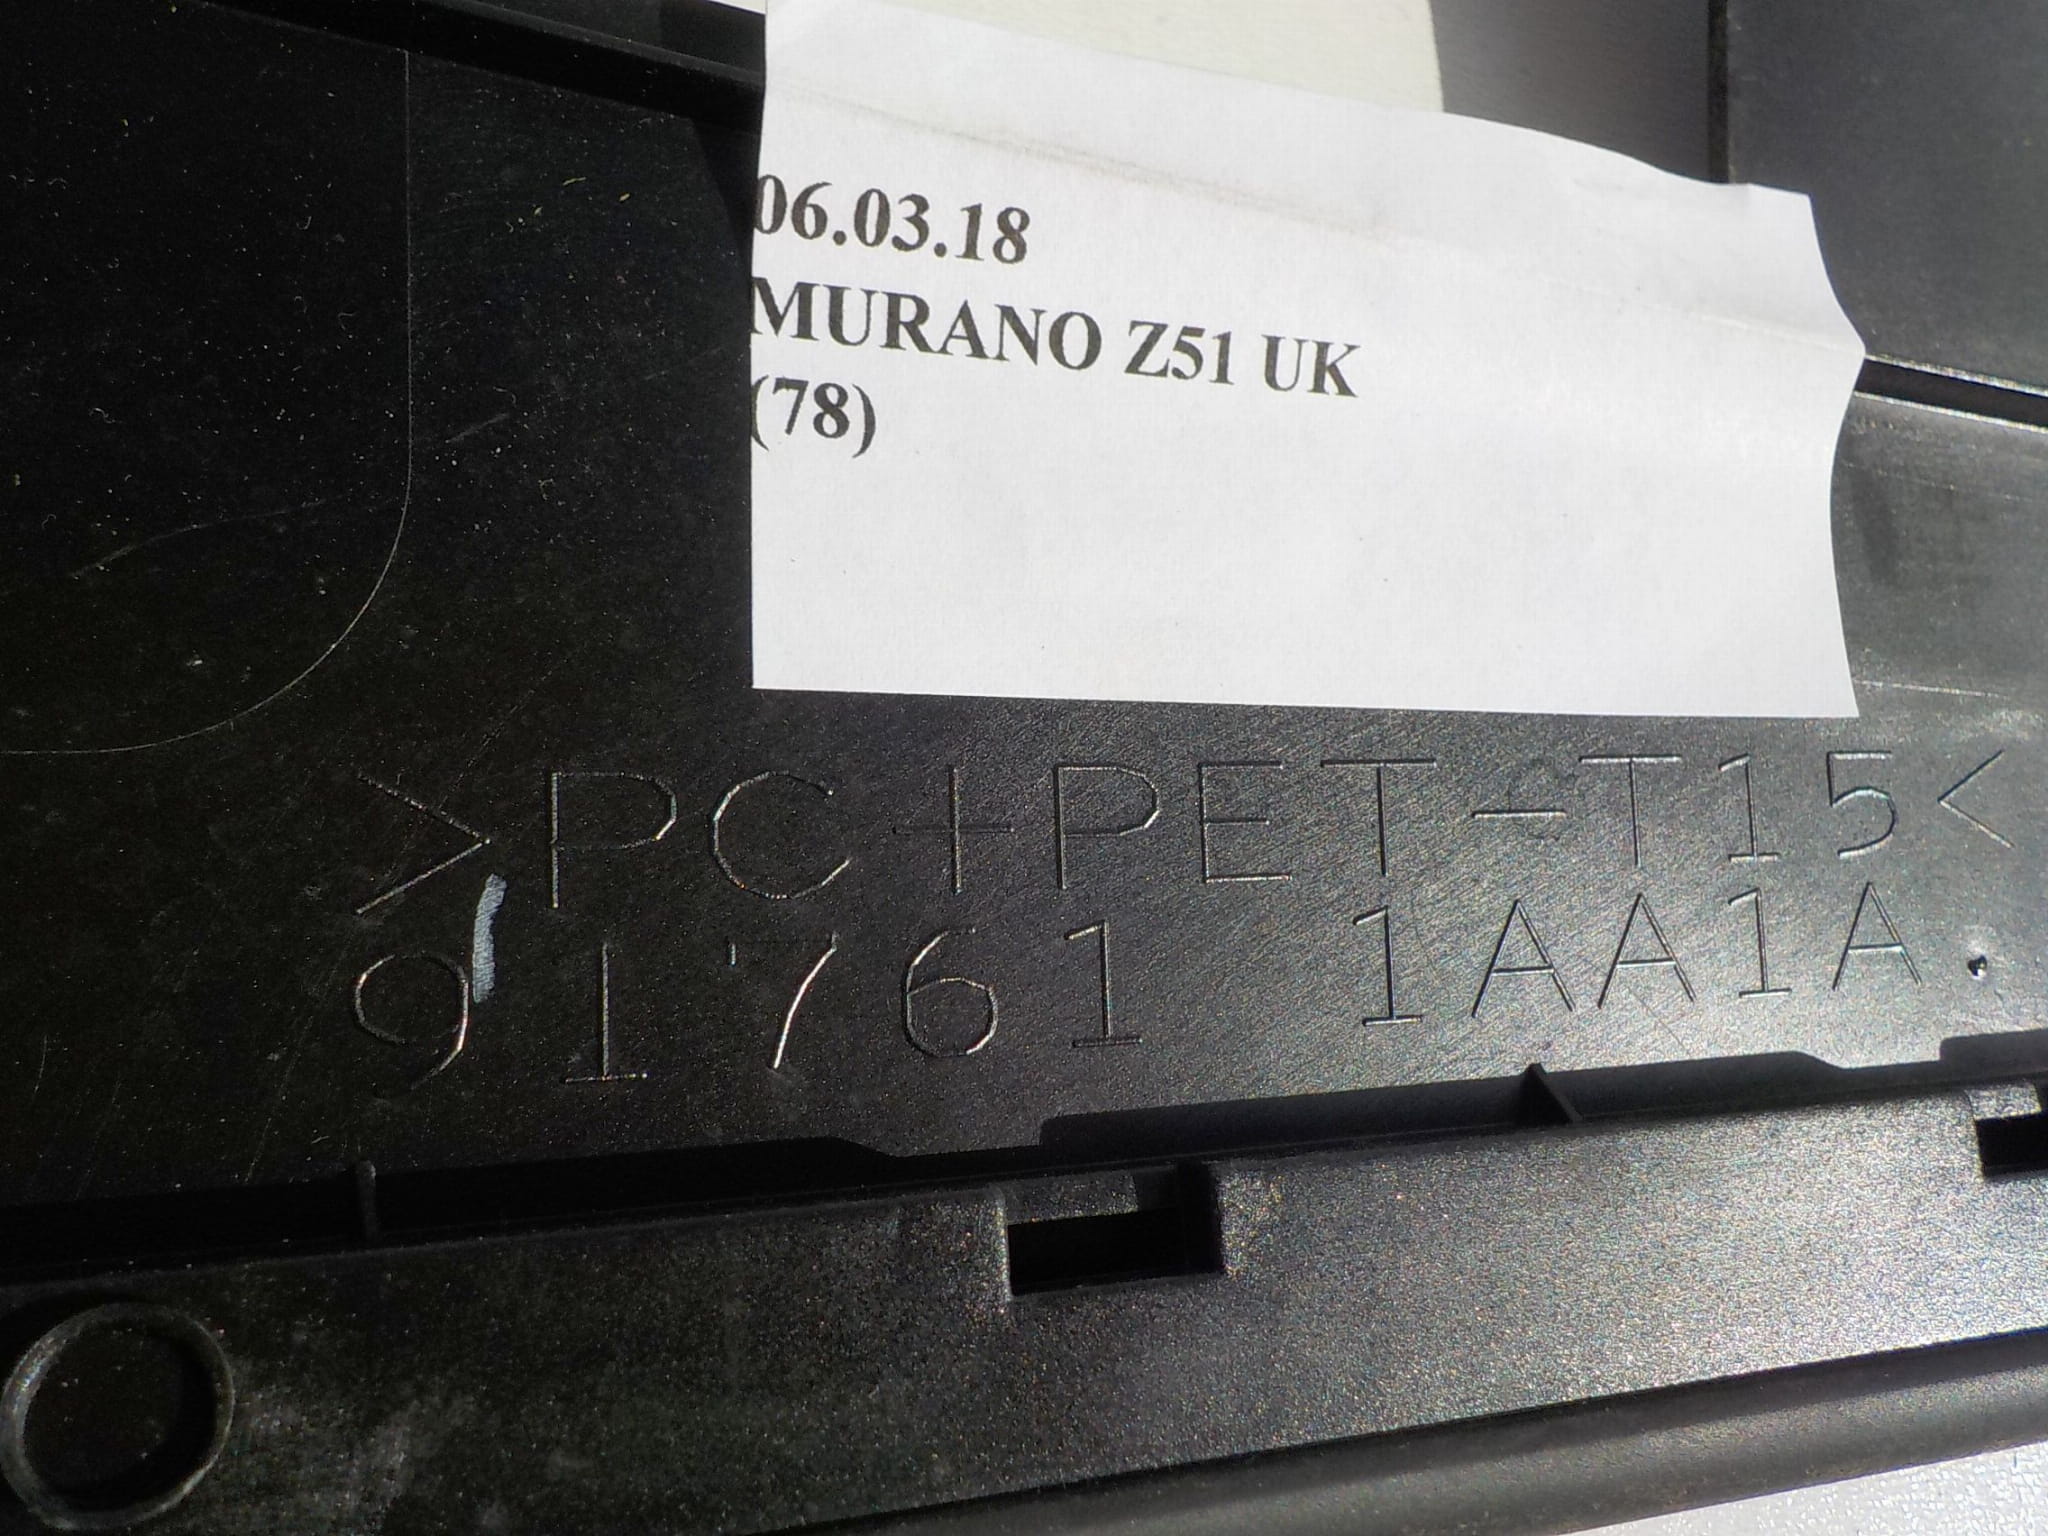 06.03.18
MURANO Z51 UK
(78)
>PC+PET-T15<
91761 1AA1A.